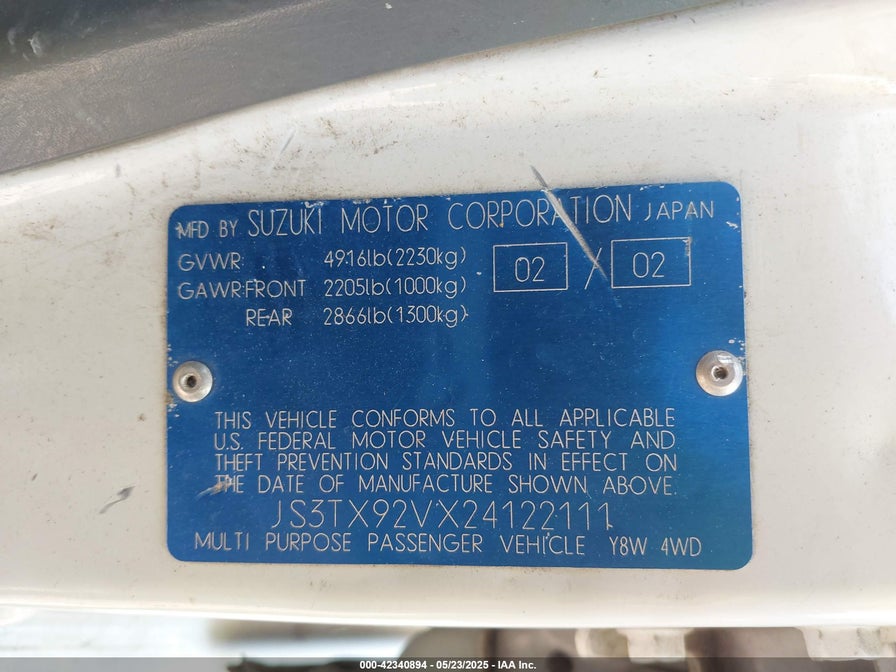 MFD BY SUZUKI MOTOR CORPORATION JAPAN
GVWR: 4916lb(2230kg) 02 / 02
GAWR:FRONT 2205lb(1000kg)
REAR 2866lb(1300kg)
THIS VEHICLE CONFORMS TO ALL APPLICABLE
U.S. FEDERAL MOTOR VEHICLE SAFETY AND
THEFT PREVENTION STANDARDS IN EFFECT ON
THE DATE OF MANUFACTURE SHOWN ABOVE.
JS3TX92VX24122111
MULTI PURPOSE PASSENGER VEHICLE Y8W 4WD
000-42340894 - 05/23/2025 - IAA Inc.